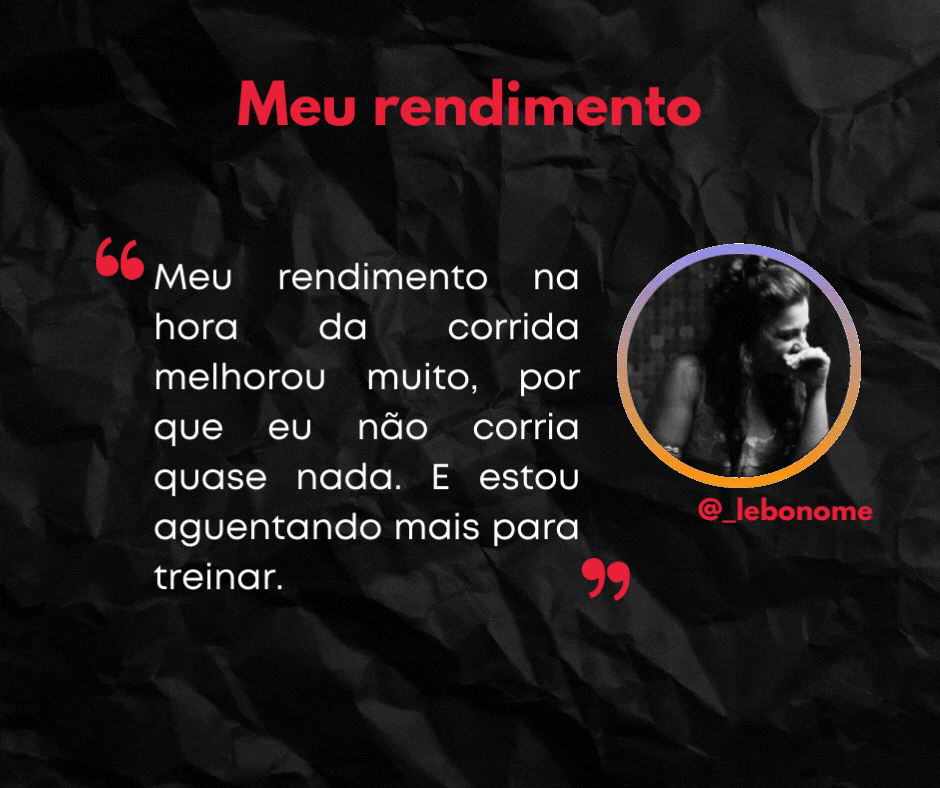 Meu rendimento
“Meu rendimento na
hora da corrida
melhorou muito, por
que eu não corria
quase nada. E estou
aguentando mais para
treinar.”
@_lebonome